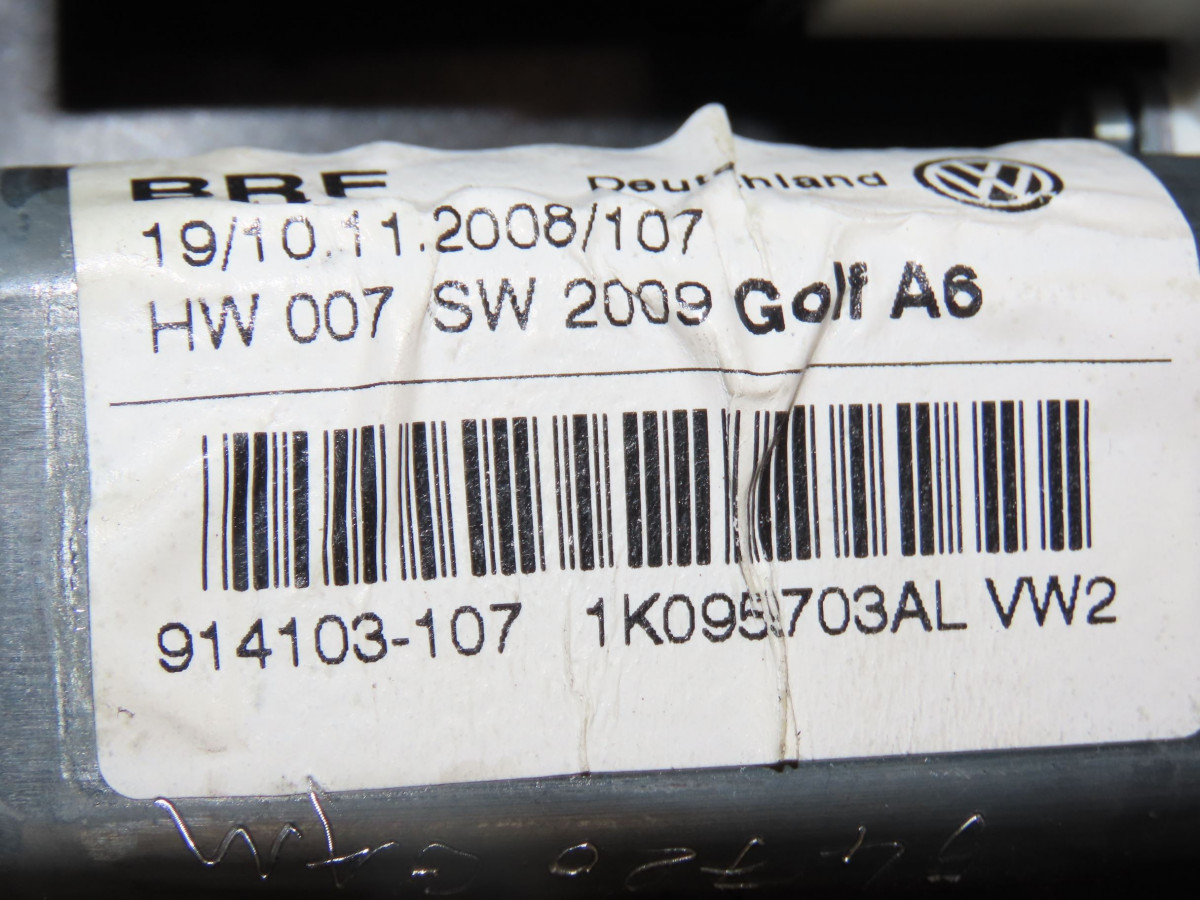 BRF Deutschland
19/10.11.2008/107
HW 007 SW 2009 Golf A6
914103-107 1K0959703AL VW2